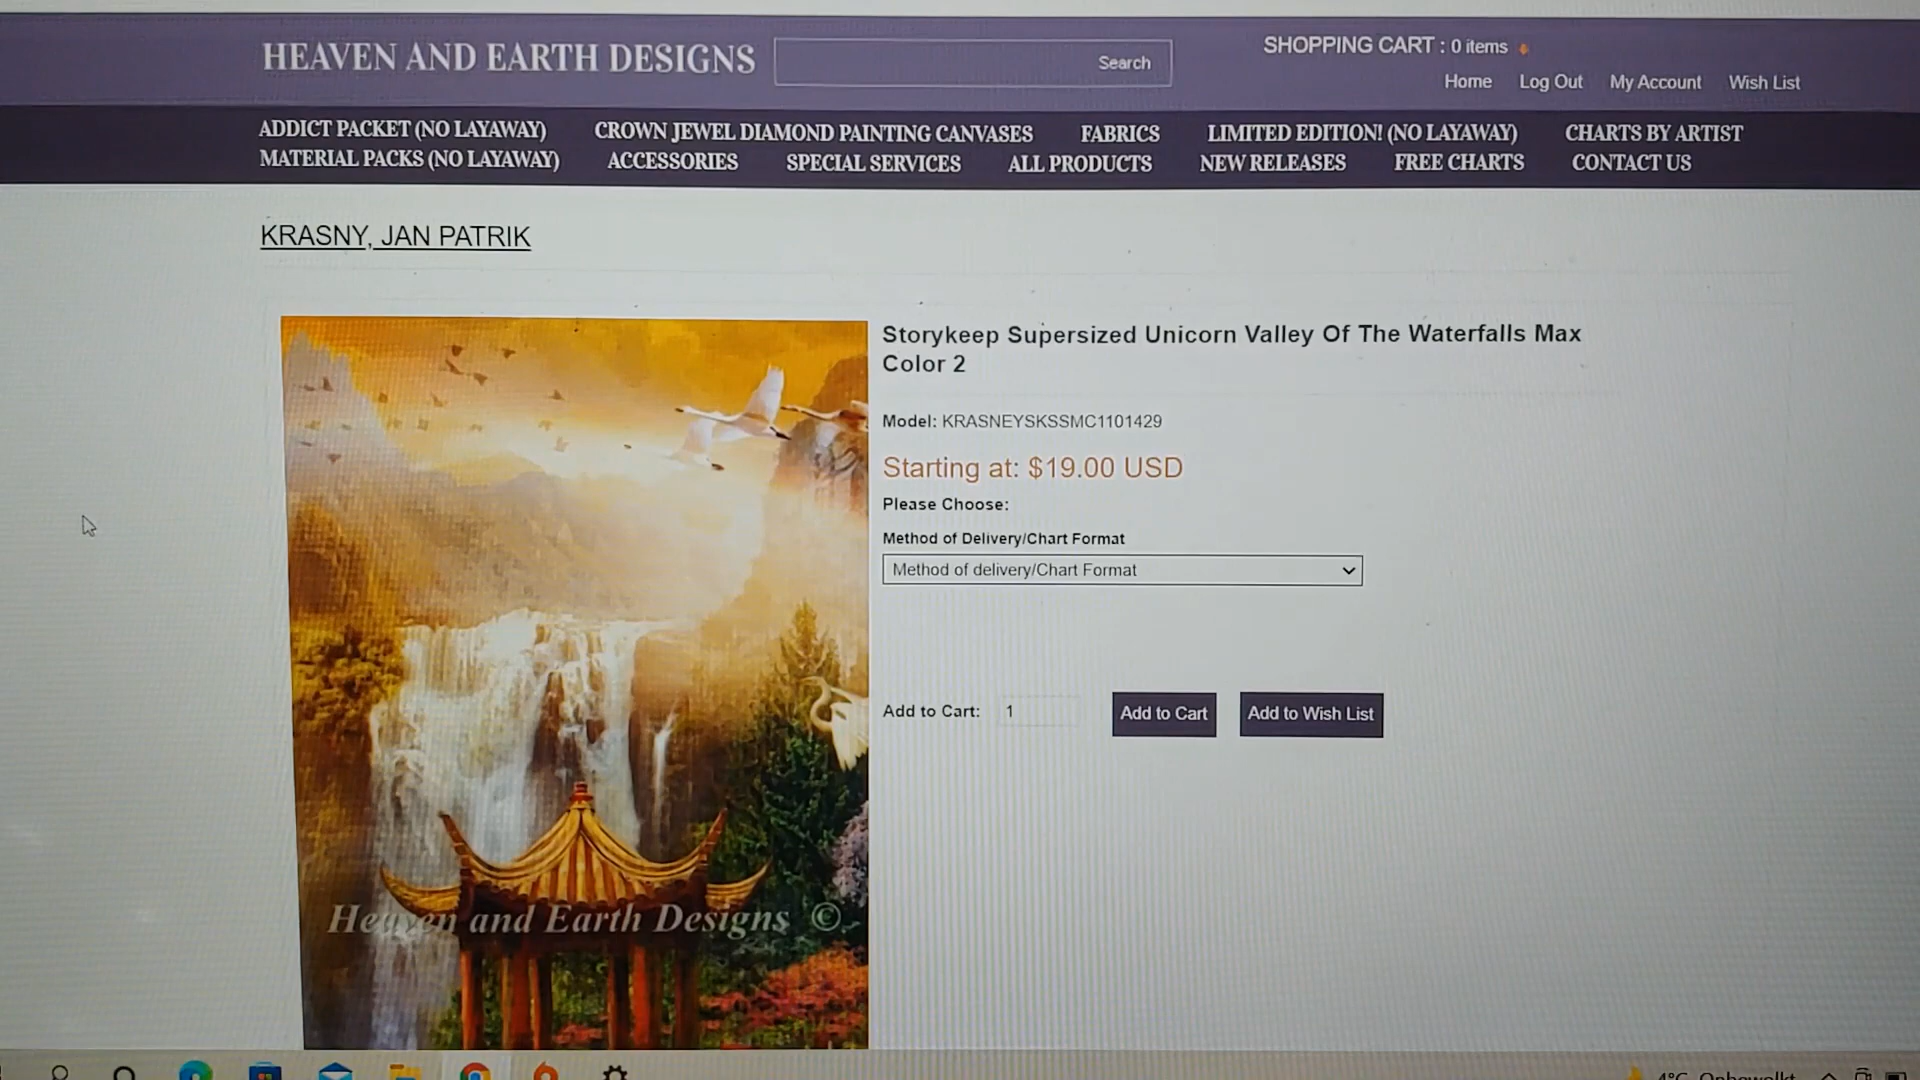 HEAVEN AND EARTH DESIGNS
Search
SHOPPING CART : 0 items
Home Log Out My Account Wish List
ADDICT PACKET (NO LAYAWAY) CROWN JEWEL DIAMOND PAINTING CANVASES FABRICS LIMITED EDITION! (NO LAYAWAY) CHARTS BY ARTIST
MATERIAL PACKS (NO LAYAWAY) ACCESSORIES SPECIAL SERVICES ALL PRODUCTS NEW RELEASES FREE CHARTS CONTACT US
KRASNY, JAN PATRIK
Storykeep Supersized Unicorn Valley Of The Waterfalls Max
Color 2
Model: KRASNEYSKSSMC1101429
Starting at: $19.00 USD
Please Choose:
Method of Delivery/Chart Format
Method of delivery/Chart Format
Add to Cart: 1 Add to Cart Add to Wish List
Heaven and Earth Designs ©
4°C